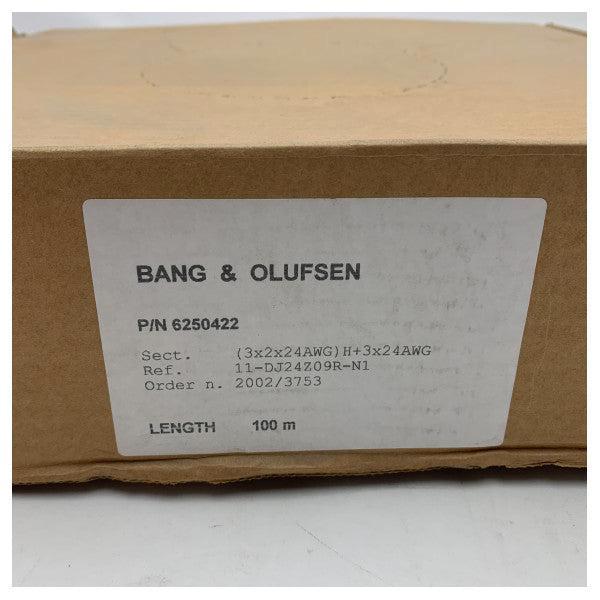 BANG & OLUFSEN
P/N 6250422
Sect. (3x2x24AWG)H+3x24AWG
Ref. 11-DJ24Z09R-N1
Order n. 2002/3753
LENGTH 100 m